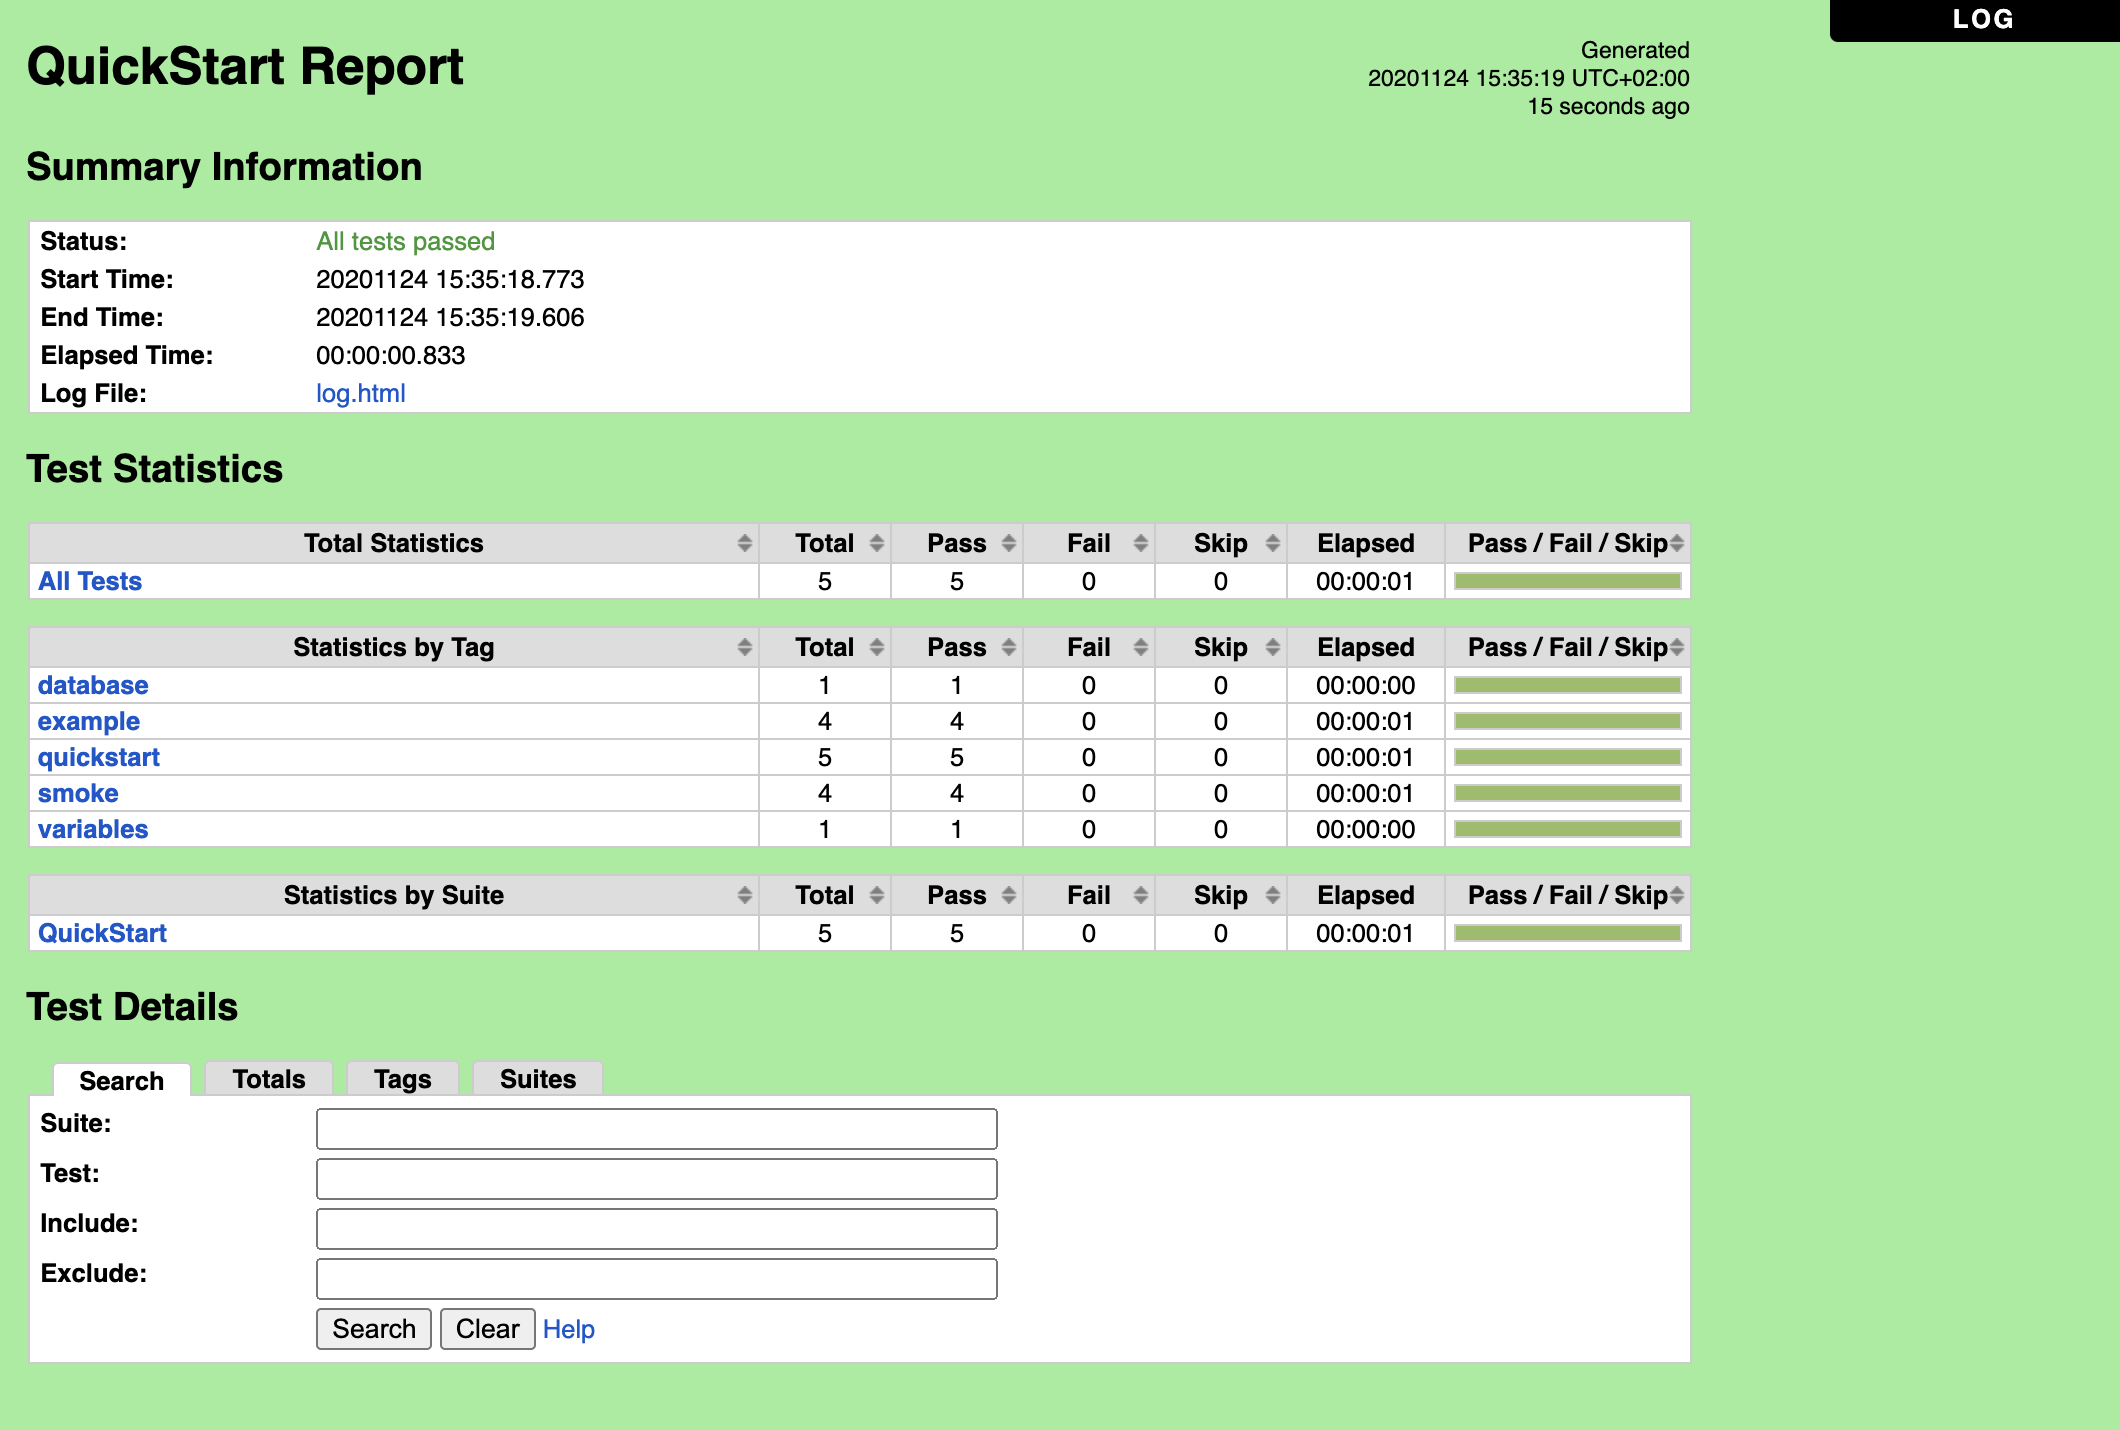 LOG
QuickStart Report
Generated
20201124 15:35:19 UTC+02:00
15 seconds ago
Summary Information
Status: All tests passed
Start Time: 20201124 15:35:18.773
End Time: 20201124 15:35:19.606
Elapsed Time: 00:00:00.833
Log File: log.html
Test Statistics
Total Statistics Total Pass Fail Skip Elapsed Pass / Fail / Skip
All Tests 5 5 0 0 00:00:01
Statistics by Tag Total Pass Fail Skip Elapsed Pass / Fail / Skip
database 1 1 0 0 00:00:00
example 4 4 0 0 00:00:01
quickstart 5 5 0 0 00:00:01
smoke 4 4 0 0 00:00:01
variables 1 1 0 0 00:00:00
Statistics by Suite Total Pass Fail Skip Elapsed Pass / Fail / Skip
QuickStart 5 5 0 0 00:00:01
Test Details
Search Totals Tags Suites
Suite:
Test:
Include:
Exclude:
Search Clear Help